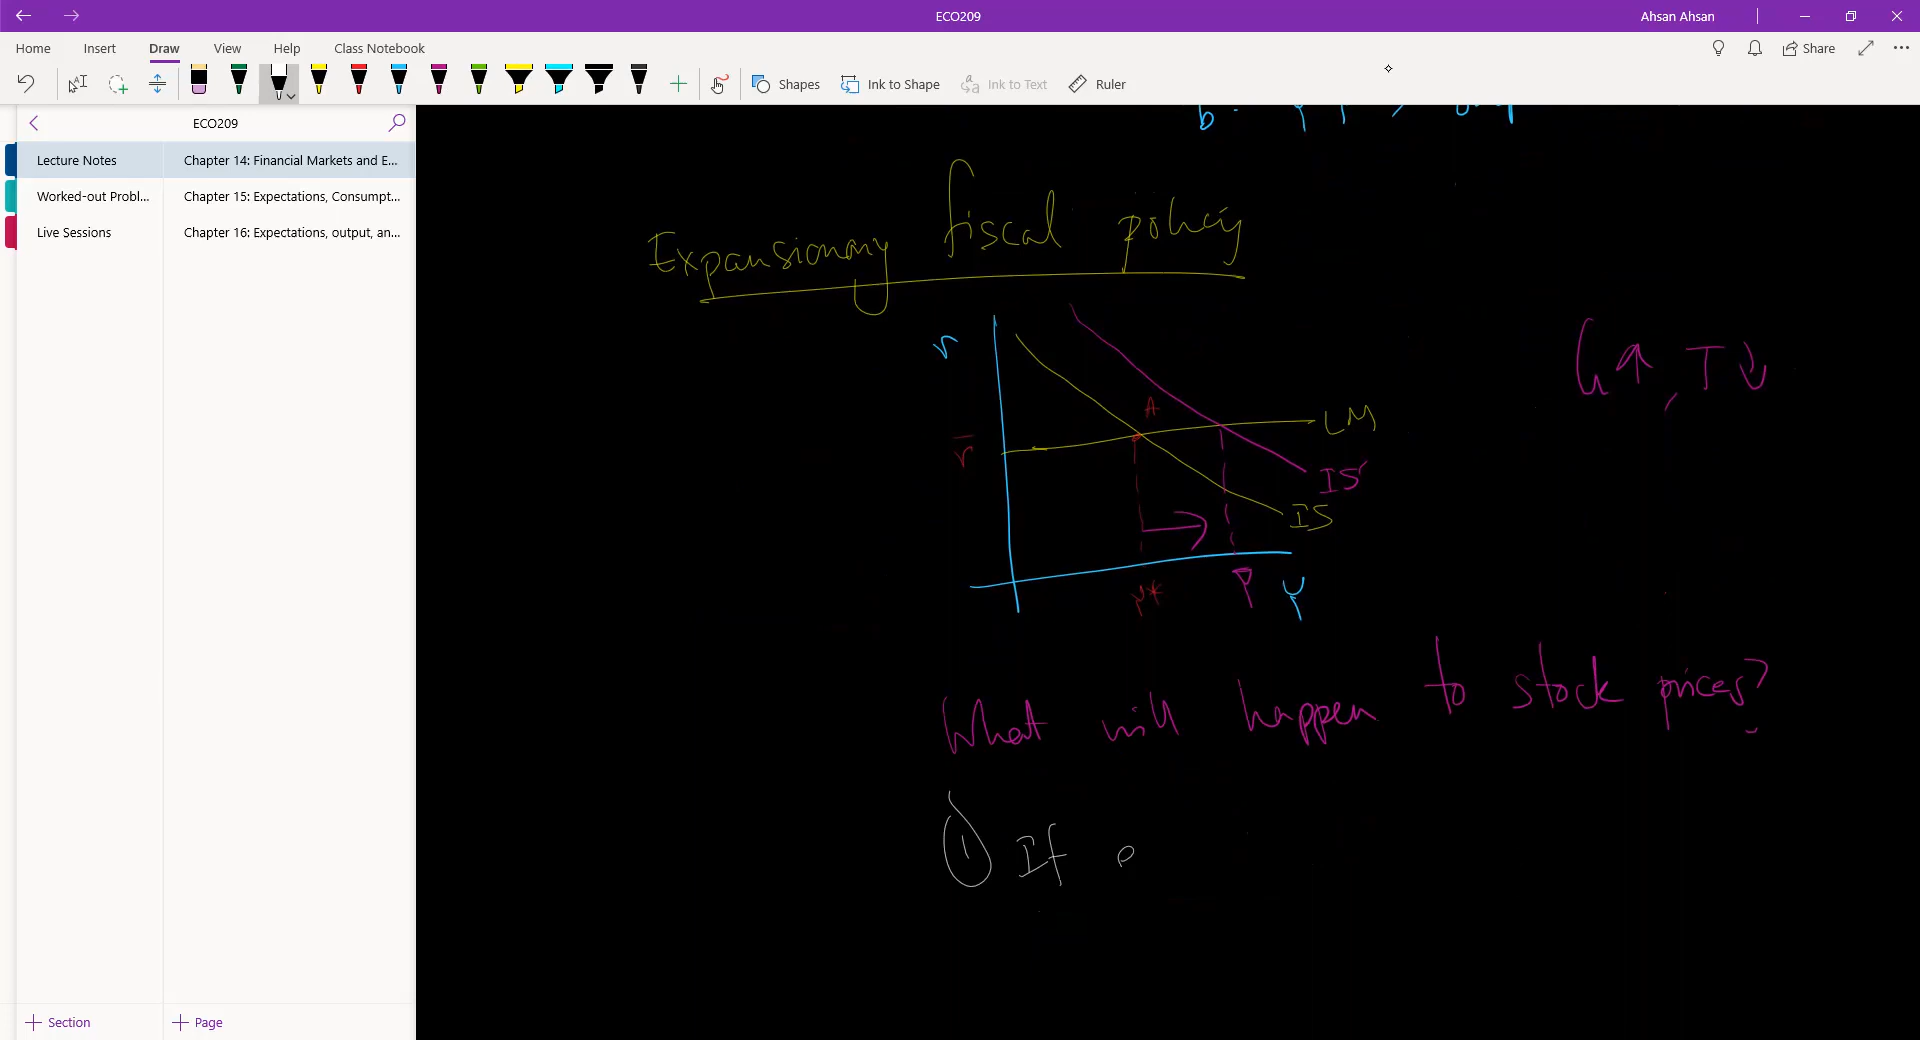 ECO209
Ahsan Ahsan
Home Insert Draw View Help Class Notebook
Share
Shapes Ink to Shape Ink to Text Ruler
ECO209
Lecture Notes
Worked-out Probl...
Live Sessions
Chapter 14: Financial Markets and E...
Chapter 15: Expectations, Consumpt...
Chapter 16: Expectations, output, an...
Section
Page
Expansionary fiscal policy
G↑, T↓
r
A
LM
r̄
IS'
IS
Y*
Y
What will happen to stock prices?
① If e